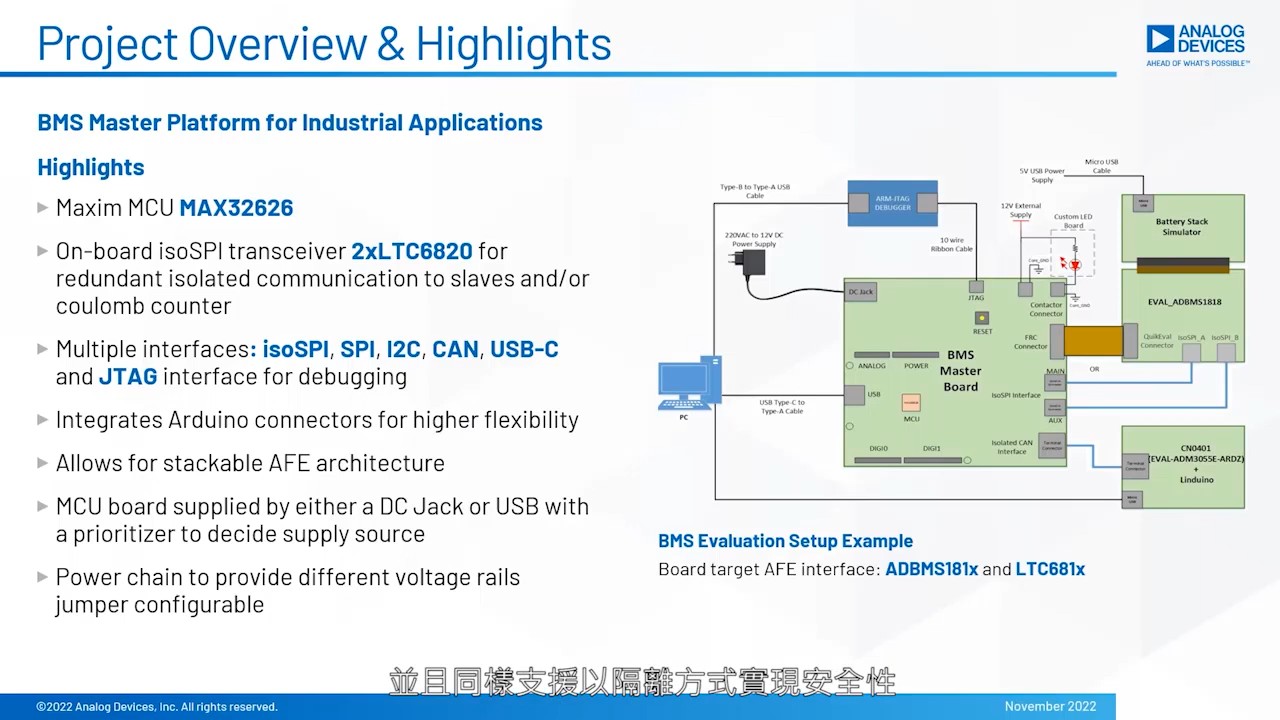 Project Overview & Highlights
ANALOG
DEVICES
AHEAD OF WHAT'S POSSIBLE™
BMS Master Platform for Industrial Applications
Highlights
Maxim MCU MAX32626
On-board isoSPI transceiver 2xLTC6820 for
redundant isolated communication to slaves and/or
coulomb counter
Multiple interfaces: isoSPI, SPI, I2C, CAN, USB-C
and JTAG interface for debugging
Integrates Arduino connectors for higher flexibility
Allows for stackable AFE architecture
MCU board supplied by either a DC Jack or USB with
a prioritizer to decide supply source
Power chain to provide different voltage rails
jumper configurable
Micro USB
Cable
5V USB Power
Supply
Type-B to Type-A USB
Cable
ARM-JTAG
DEBUGGER
12V External
Supply
Custom LED
Board
Micro
USB
Battery Stack
Simulator
220VAC to 12V DC
Power Supply
10 wire
Ribbon Cable
Com_GND
Com_GND
DC Jack
JTAG
Contactor
Connector
RESET
EVAL_ADBMS1818
FRC
Connector
QuikEval
Connector
IsoSPI_A
IsoSPI_B
ANALOG
POWER
BMS
Master
Board
OR
MAIN
IsoSPI Interface
AUX
USB
MCU
PC
USB Type-C to
Type-A Cable
DIGI0
DIGI1
Isolated CAN
Interface
Terminal
Connector
Terminal
Connector
CN0401
(EVAL-ADM3055E-ARDZ)
+
Linduino
Micro
USB
BMS Evaluation Setup Example
Board target AFE interface: ADBMS181x and LTC681x
並且同樣支援以隔離方式實現安全性
©2022 Analog Devices, Inc. All rights reserved.
November 2022